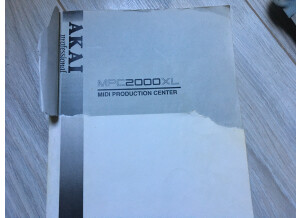 AKAI
professional
MPC2000XL
MIDI PRODUCTION CENTER